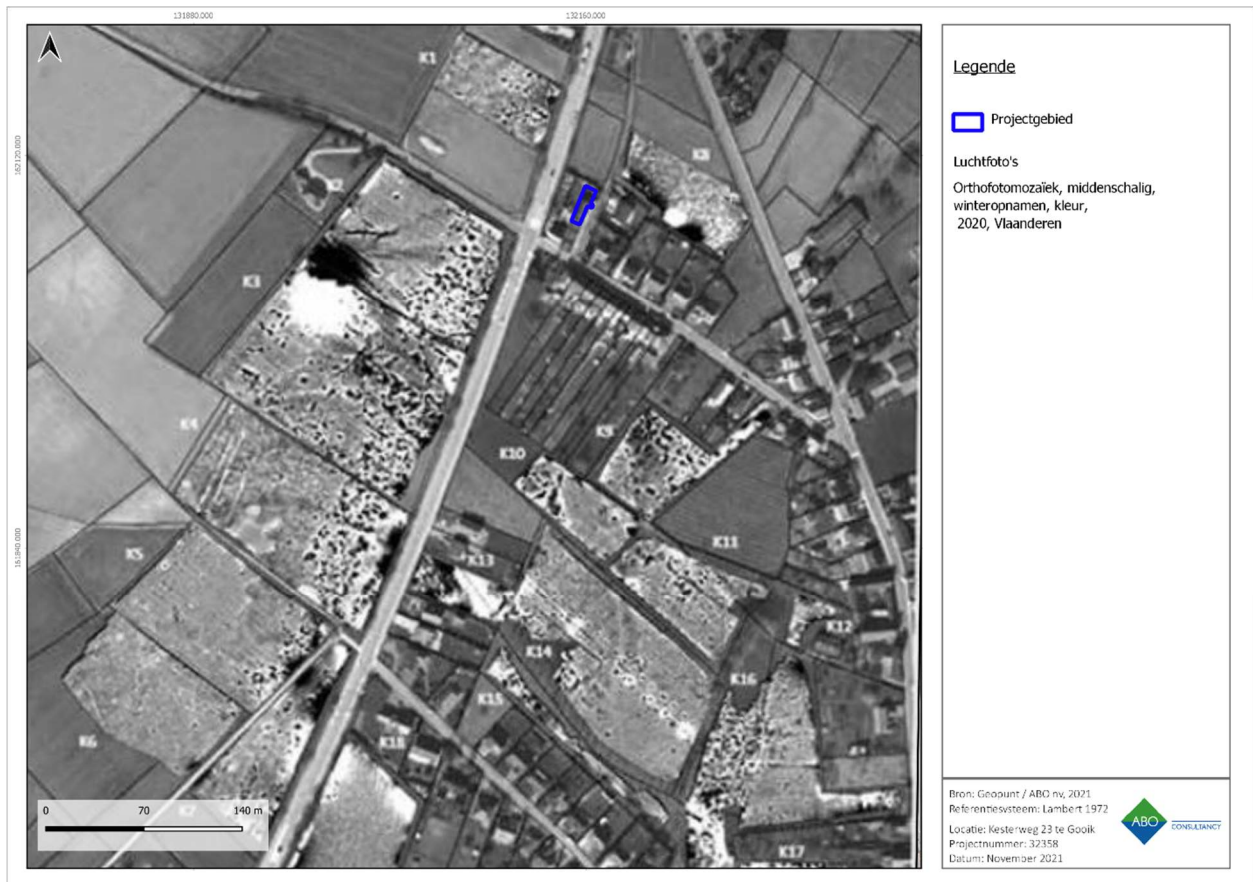 131880.000
132160.000
162120.000
161840.000
K1
K3
K4
K5
K6
K8
K9
K10
K11
K12
K13
K14
K15
K16
K17
K18
0 70 140 m
Legende
Projectgebied
Luchtfoto's
Orthofotomozaïek, middenschalig,
winteropnamen, kleur,
2020, Vlaanderen
Bron: Geopunt / ABO nv, 2021
Referentiesysteem: Lambert 1972
Locatie: Kesterweg 23 te Gooik
Projectnummer: 32358
Datum: November 2021
ABO
CONSULTANCY